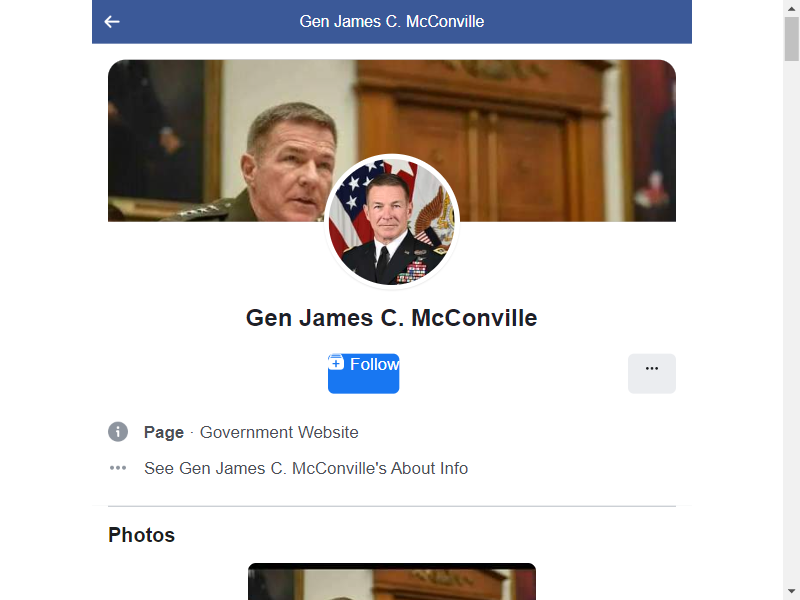 Gen James C. McConville
Gen James C. McConville
Follow
Page · Government Website
See Gen James C. McConville's About Info
Photos